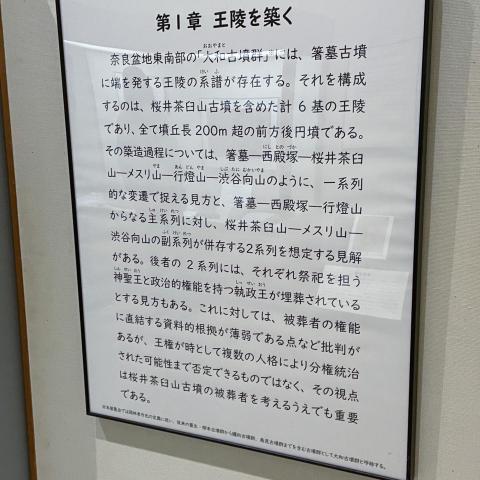 第1章 王陵を築く
奈良盆地東南部の「大和古墳群」には、箸墓古墳
に端を発する王陵の系譜が存在する。それを構成
するのは、桜井茶臼山古墳を含めた計6基の王陵
であり、全て墳丘長200m超の前方後円墳である。
その築造過程については、箸墓―西殿塚―桜井茶臼
山―メスリ山―行燈山―渋谷向山のように、一系列
的な変遷で捉える見方と、箸墓―西殿塚―行燈山
からなる主系列に対し、桜井茶臼山―メスリ山―
渋谷向山の副系列が併存する2系列を想定する見解
がある。後者の2系列には、それぞれ祭祀を担う
神聖王と政治的権能を持つ執政王が埋葬されている
とする見方もある。これに対しては、被葬者の権能
に直結する資料的根拠が薄弱である点など批判が
あるが、王権が時として複数の人格により分権統治
された可能性まで否定できるものではなく、その視点
は桜井茶臼山古墳の被葬者を考えるうえでも重要
である。